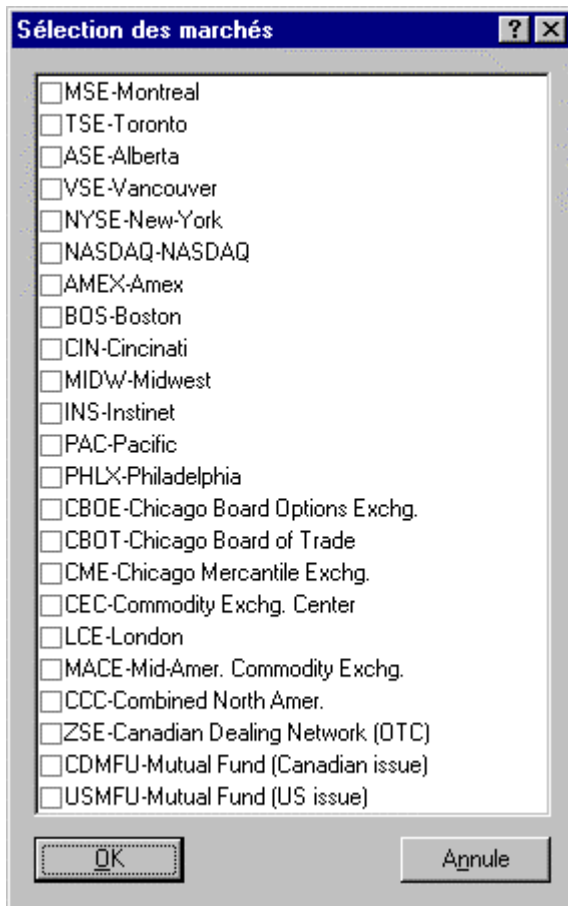 Sélection des marchés
MSE-Montreal
TSE-Toronto
ASE-Alberta
VSE-Vancouver
NYSE-New-York
NASDAQ-NASDAQ
AMEX-Amex
BOS-Boston
CIN-Cincinati
MIDW-Midwest
INS-Instinet
PAC-Pacific
PHLX-Philadelphia
CBOE-Chicago Board Options Exchg.
CBOT-Chicago Board of Trade
CME-Chicago Mercantile Exchg.
CEC-Commodity Exchg. Center
LCE-London
MACE-Mid-Amer. Commodity Exchg.
CCC-Combined North Amer.
ZSE-Canadian Dealing Network (OTC)
CDMFU-Mutual Fund (Canadian issue)
USMFU-Mutual Fund (US issue)
OK Annule